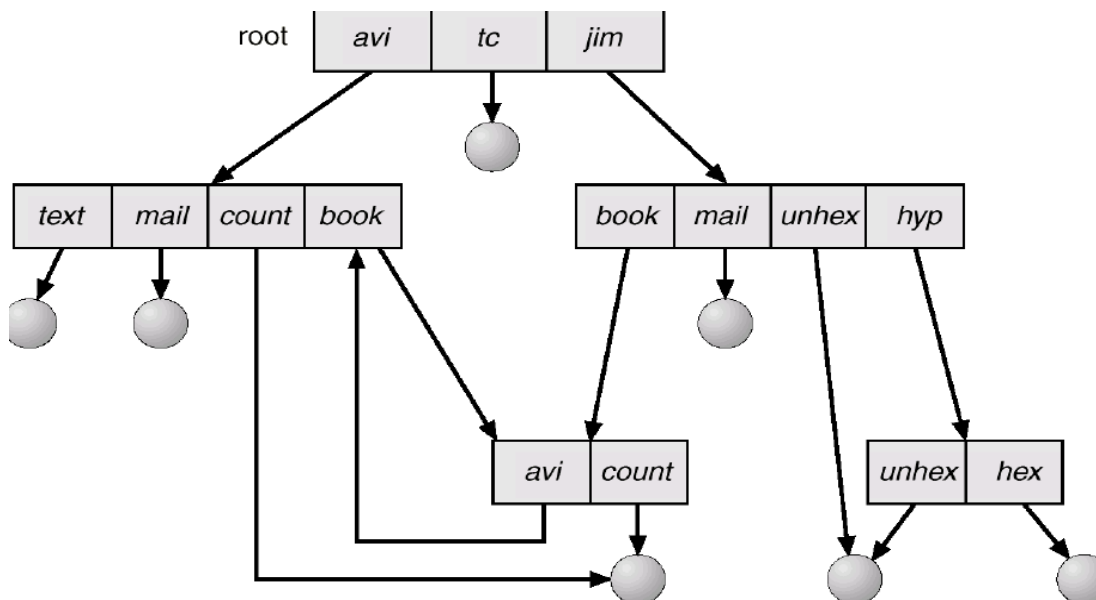 root avi tc jim
text mail count book book mail unhex hyp
avi count unhex hex